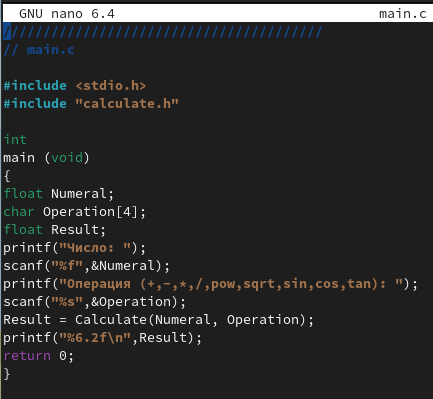 GNU nano 6.4 main.c
////////////////////////////////////////
// main.c
#include <stdio.h>
#include "calculate.h"
int
main (void)
{
float Numeral;
char Operation[4];
float Result;
printf("Число: ");
scanf("%f",&Numeral);
printf("Операция (+,-,*,/,pow,sqrt,sin,cos,tan): ");
scanf("%s",&Operation);
Result = Calculate(Numeral, Operation);
printf("%6.2f\n",Result);
return 0;
}